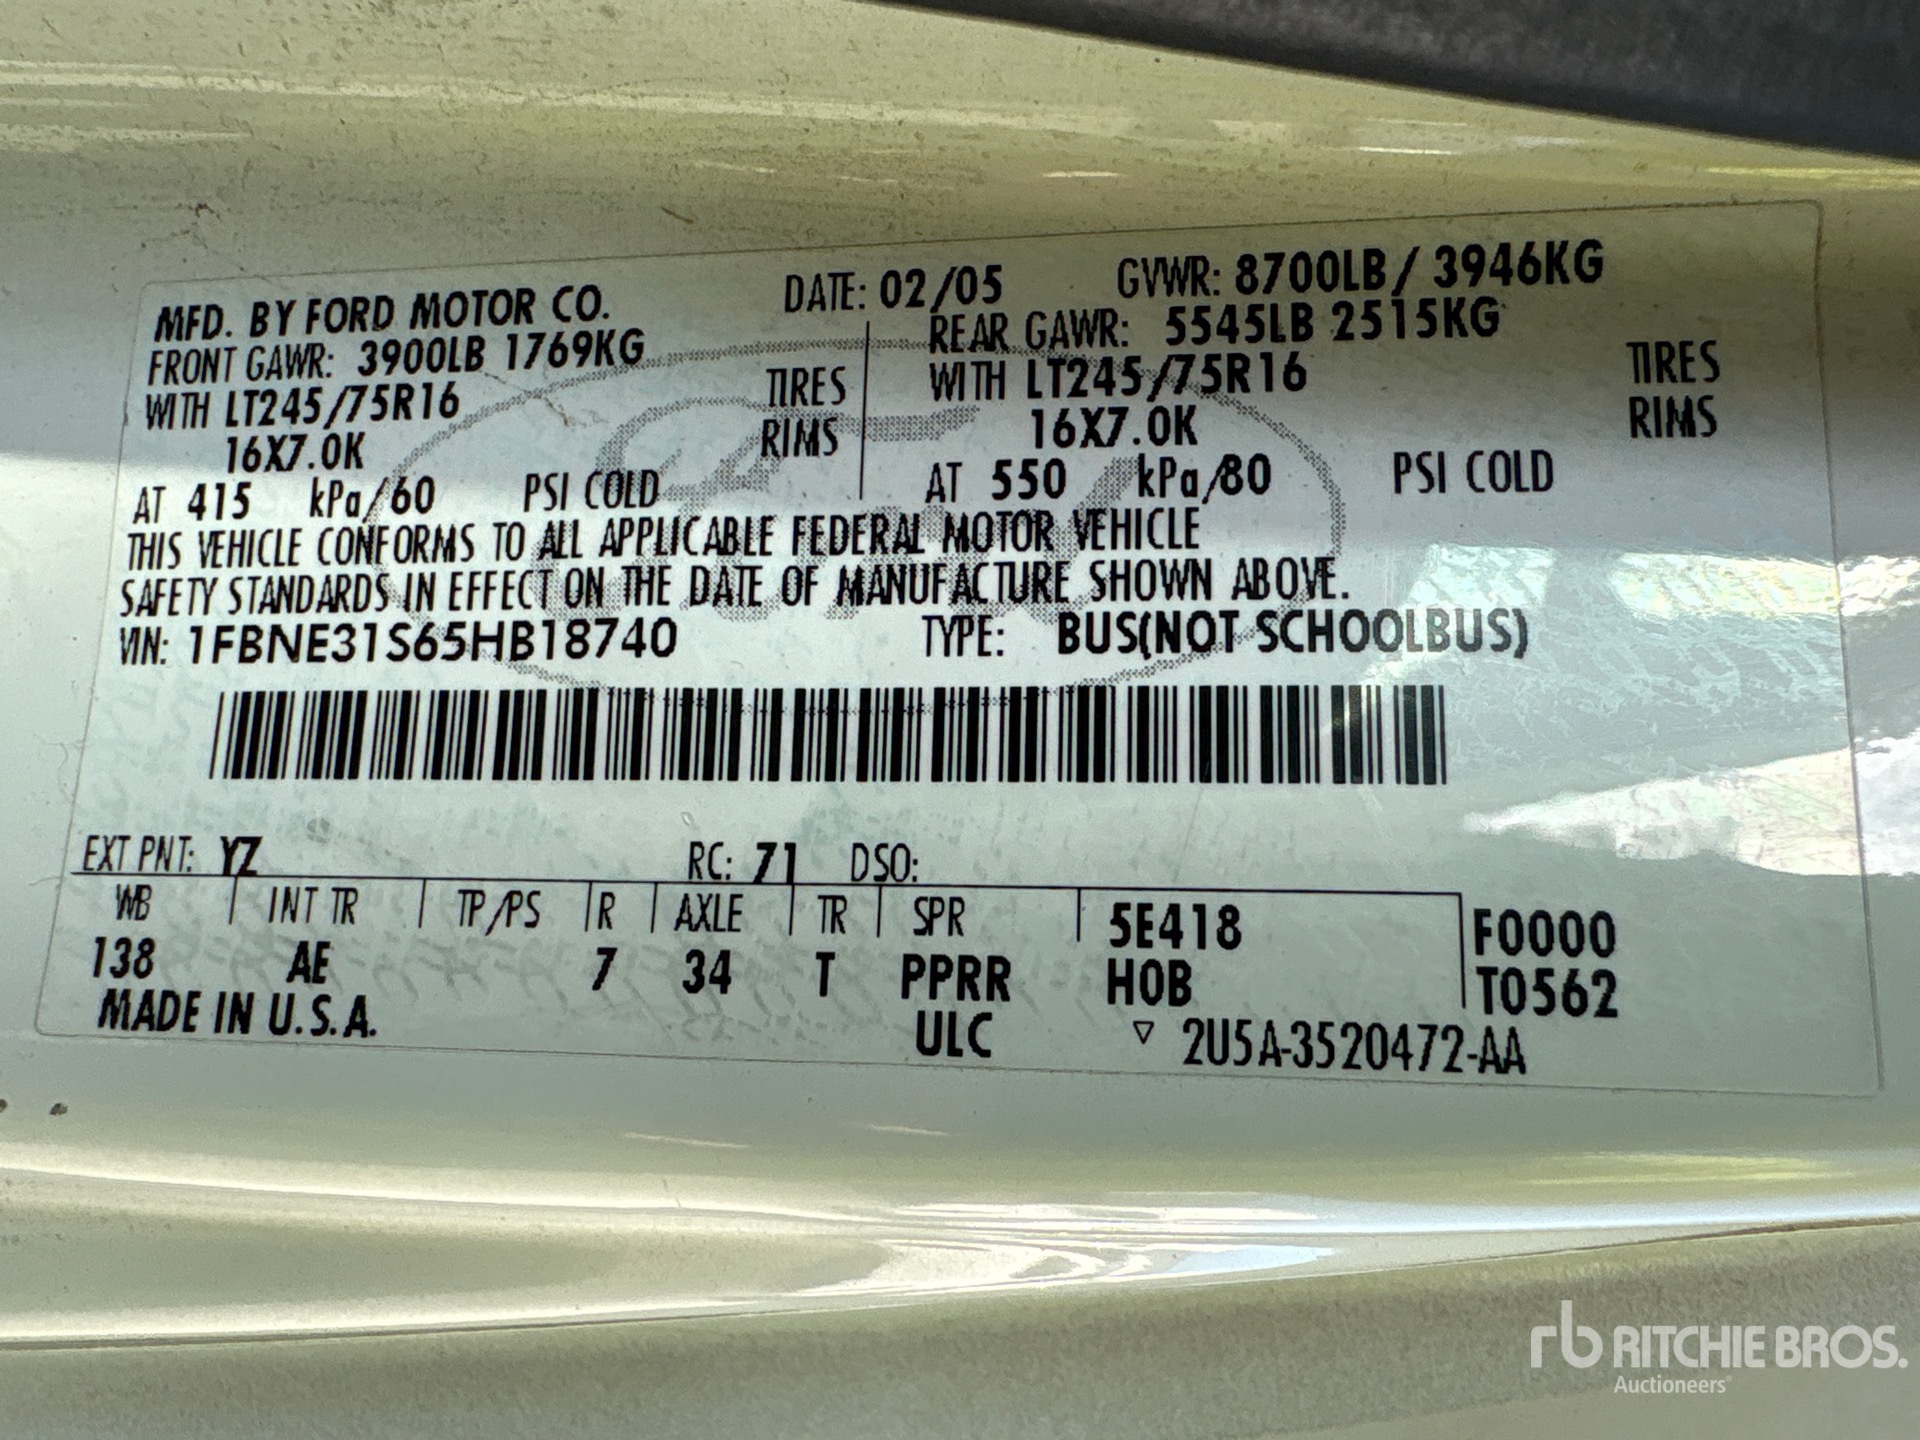 MFD. BY FORD MOTOR CO. DATE: 02/05 GVWR: 8700LB / 3946KG
FRONT GAWR: 3900LB 1769KG REAR GAWR: 5545LB 2515KG
WITH LT245/75R16 TIRES WITH LT245/75R16 TIRES
16X7.0K RIMS 16X7.0K RIMS
AT 415 kPa/60 PSI COLD AT 550 kPa/80 PSI COLD
THIS VEHICLE CONFORMS TO ALL APPLICABLE FEDERAL MOTOR VEHICLE
SAFETY STANDARDS IN EFFECT ON THE DATE OF MANUFACTURE SHOWN ABOVE.
VIN: 1FBNE31S65HB18740 TYPE: BUS(NOT SCHOOLBUS)
EXT PNT: YZ RC: 71 DSO:
WB INT TR TP/PS R AXLE TR SPR 5E418 F0000
138 AE 7 34 T PPRR H0B T0562
MADE IN U.S.A. ULC ▽ 2U5A-3520472-AA
rb RITCHIE BROS.
Auctioneers